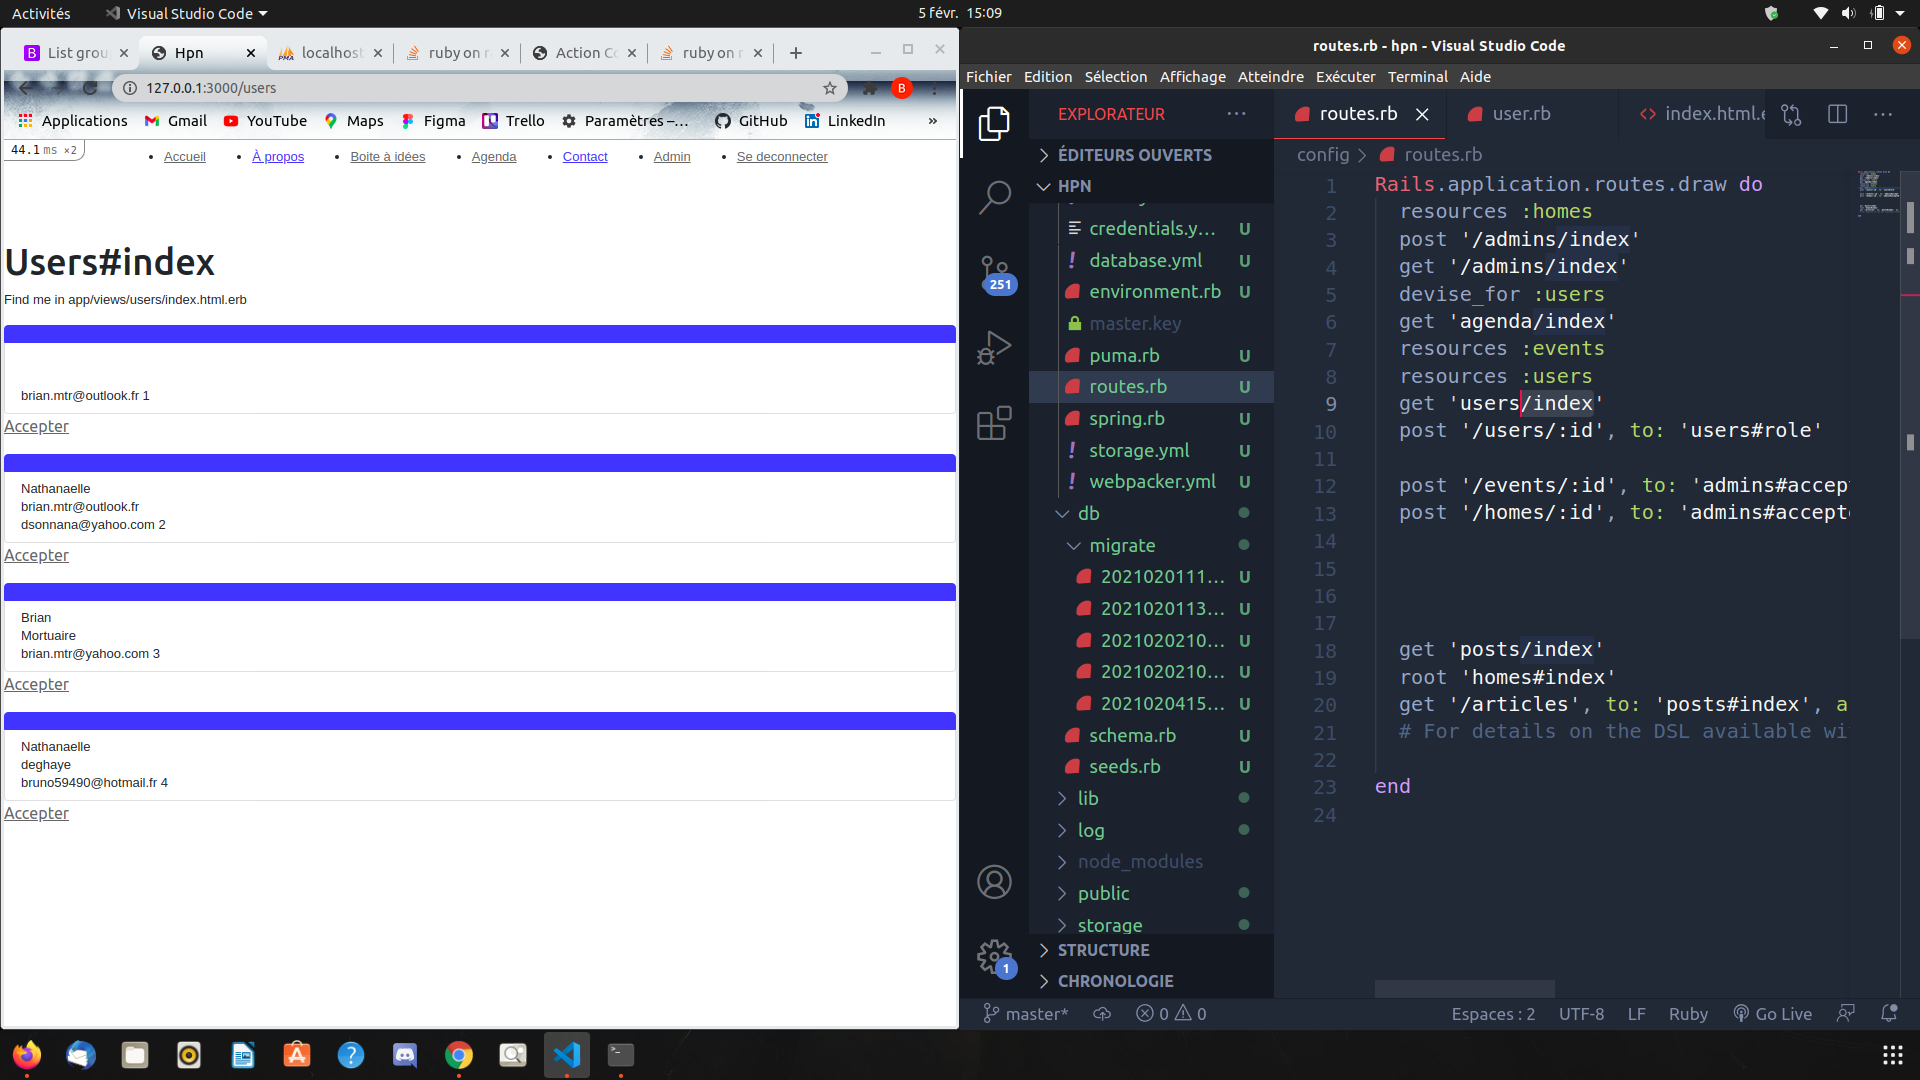 Activités
Visual Studio Code
5 févr. 15:09
List grou
Hpn
localhost
ruby on r
Action Co
ruby on r
127.0.0.1:3000/users
B
Applications
Gmail
YouTube
Maps
Figma
Trello
Paramètres –...
GitHub
LinkedIn
»
44.1 ms ×2
Accueil
À propos
Boite à idées
Agenda
Contact
Admin
Se deconnecter
Users#index
Find me in app/views/users/index.html.erb
brian.mtr@outlook.fr 1
Accepter
Nathanaelle
brian.mtr@outlook.fr
dsonnana@yahoo.com 2
Accepter
Brian
Mortuaire
brian.mtr@yahoo.com 3
Accepter
Nathanaelle
deghaye
bruno59490@hotmail.fr 4
Accepter
routes.rb - hpn - Visual Studio Code
Fichier Edition Sélection Affichage Atteindre Exécuter Terminal Aide
251
1
EXPLORATEUR
ÉDITEURS OUVERTS
HPN
credentials.y... U
database.yml U
environment.rb U
master.key
puma.rb U
routes.rb U
spring.rb U
storage.yml U
webpacker.yml U
db
migrate
2021020111... U
2021020113... U
2021020210... U
2021020210... U
2021020415... U
schema.rb U
seeds.rb U
lib
log
node_modules
public
storage
STRUCTURE
CHRONOLOGIE
routes.rb
user.rb
index.html.e
config > routes.rb
1 Rails.application.routes.draw do
2 resources :homes
3 post '/admins/index'
4 get '/admins/index'
5 devise_for :users
6 get 'agenda/index'
7 resources :events
8 resources :users
9 get 'users/index'
10 post '/users/:id', to: 'users#role'
11
12 post '/events/:id', to: 'admins#accep
13 post '/homes/:id', to: 'admins#accept
14
15
16
17
18 get 'posts/index'
19 root 'homes#index'
20 get '/articles', to: 'posts#index', a
21 # For details on the DSL available wi
22
23 end
24
master*
0
0
Espaces : 2
UTF-8
LF
Ruby
Go Live